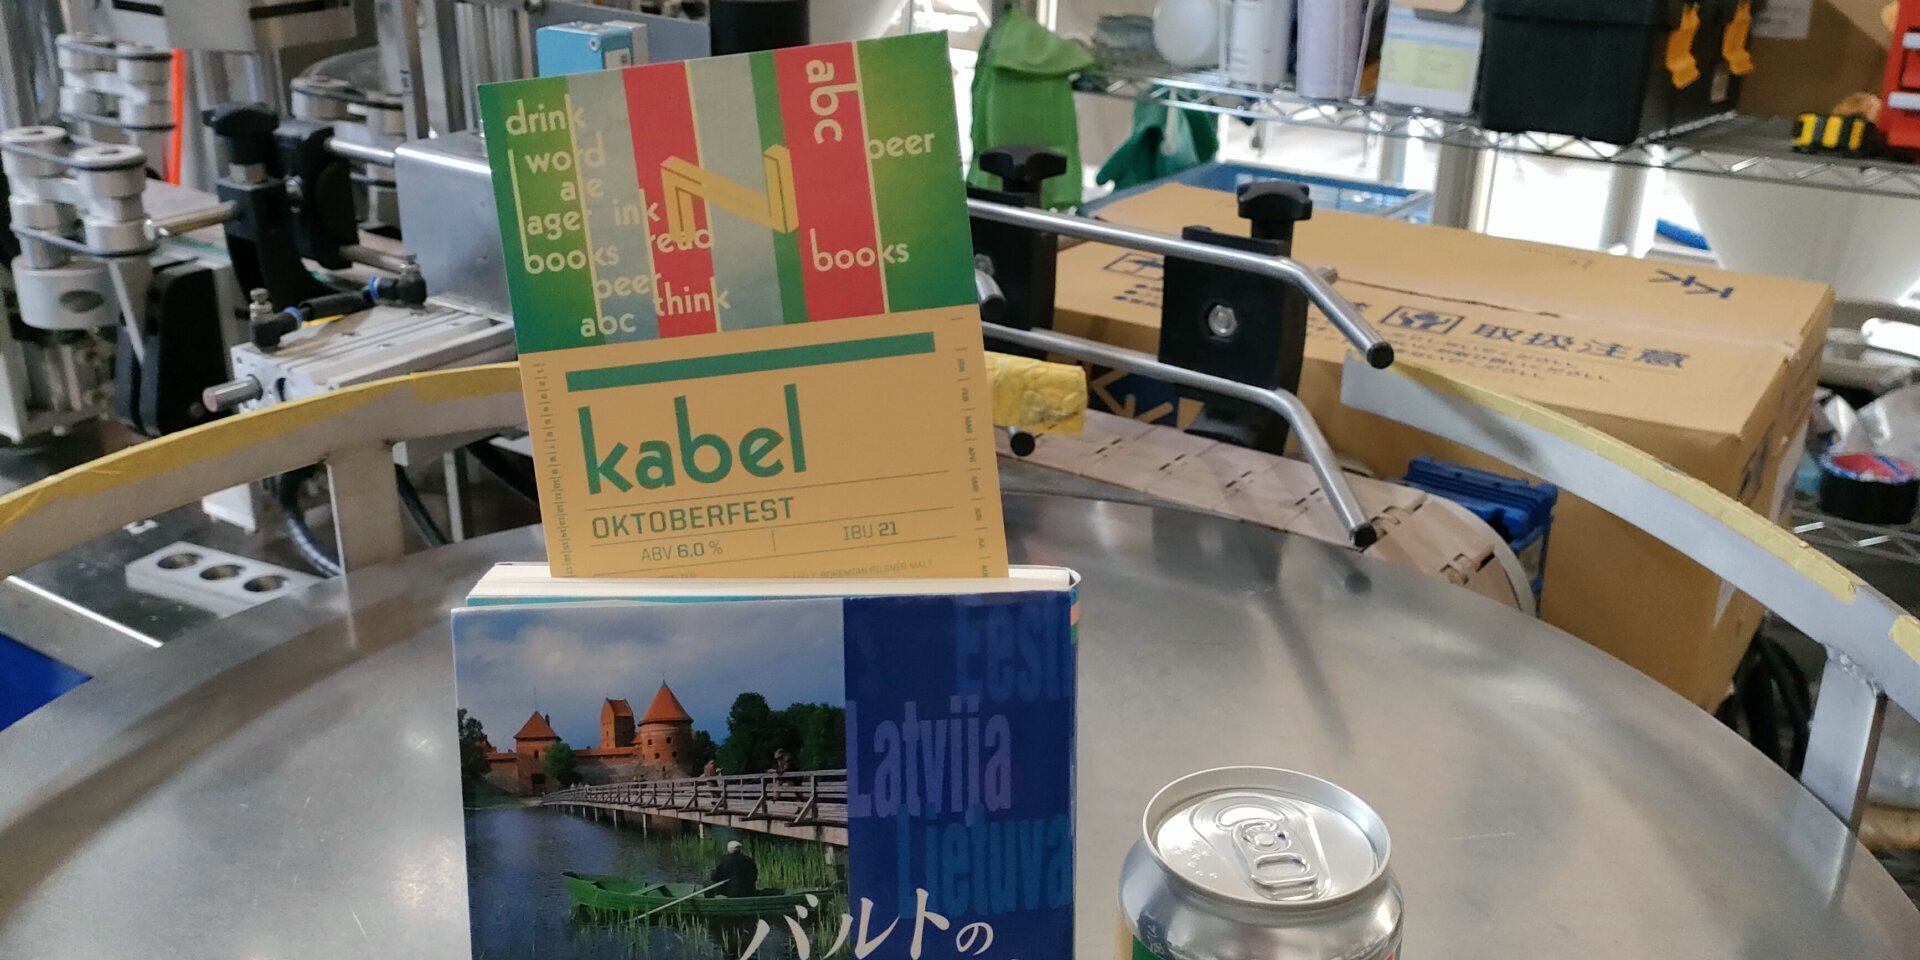 drink
word
ale
lager ink
read
books
beer
think
abc
abc
beer
books
kabel
OKTOBERFEST
ABV 6.0 %
IBU 21
Eesti
Latvija
Lietuva
バルトの
取扱注意